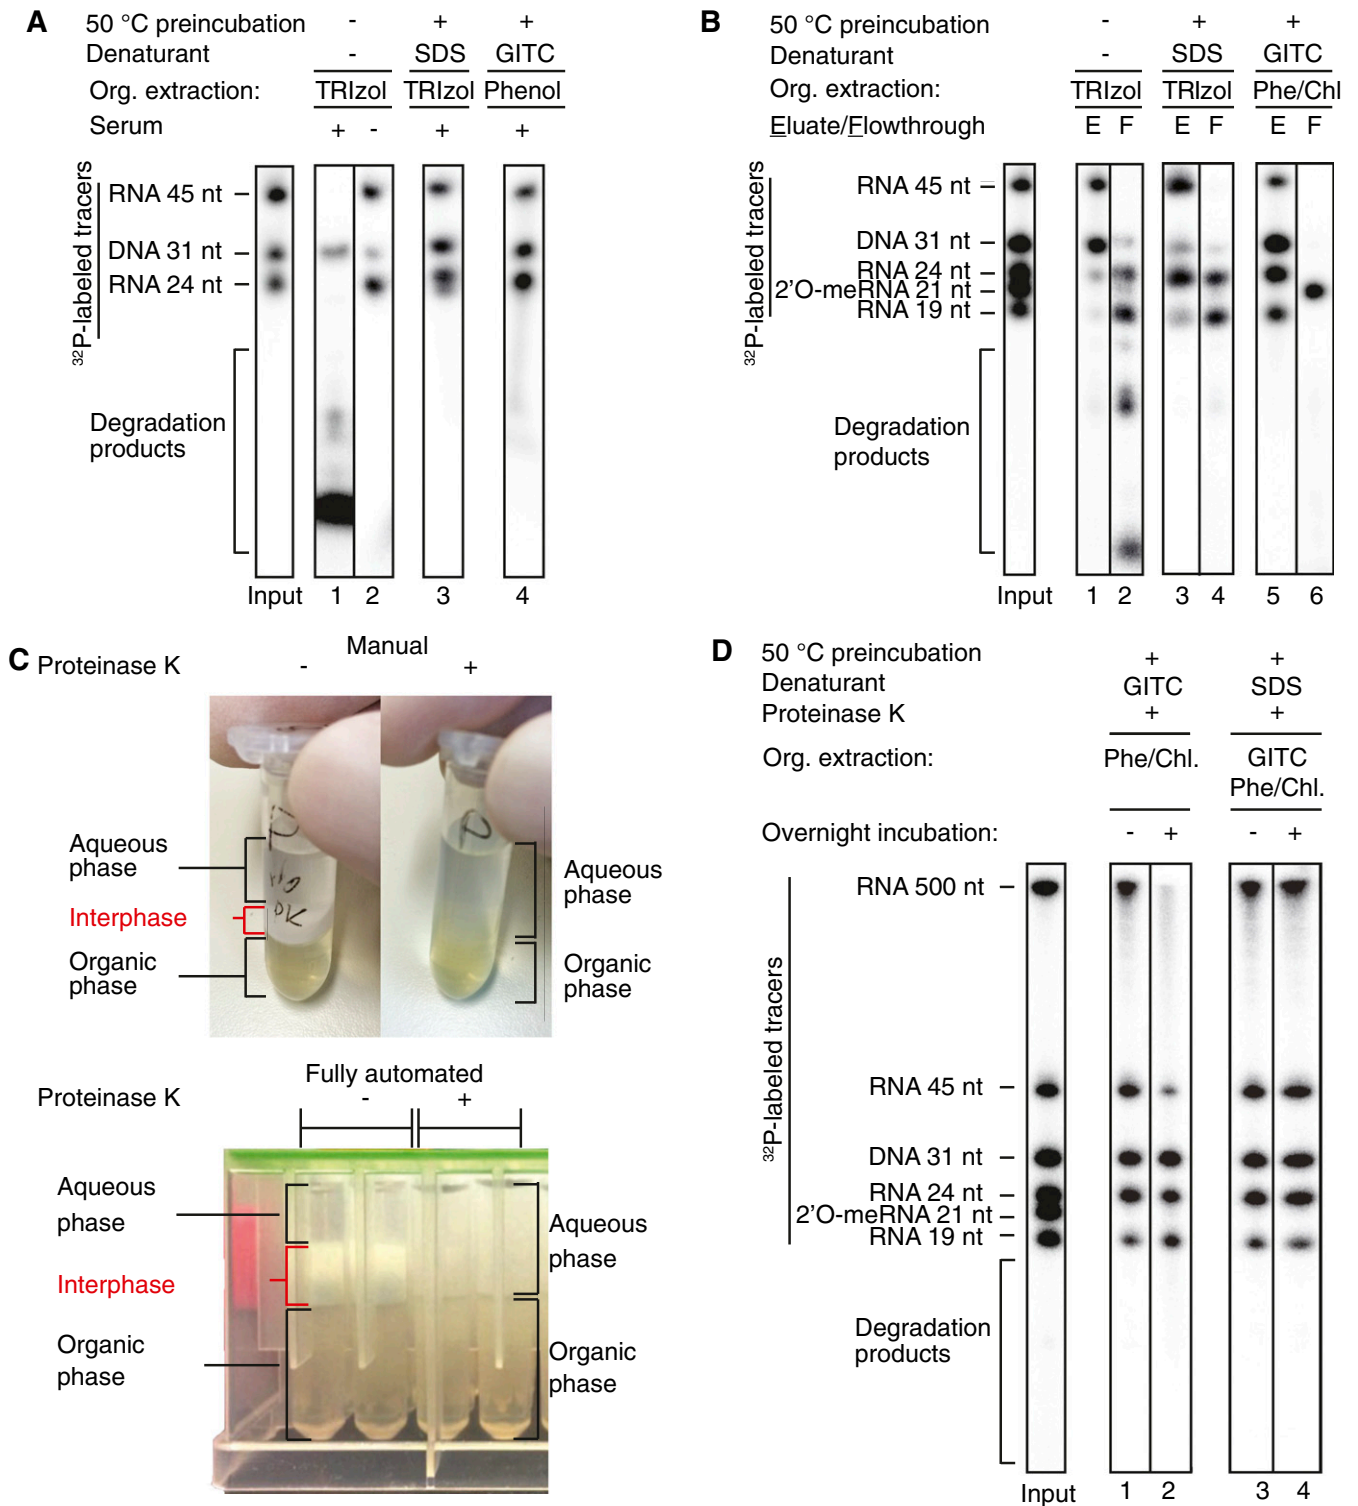 A
50 °C preincubation - + +
Denaturant - SDS GITC
Org. extraction: TRIzol TRIzol Phenol
Serum + - + +
32P-labeled tracers
RNA 45 nt
DNA 31 nt
RNA 24 nt
Degradation
products
Input 1 2 3 4
B
50 °C preincubation - + +
Denaturant - SDS GITC
Org. extraction: TRIzol TRIzol Phe/Chl
Eluate/Flowthrough E F E F E F
32P-labeled tracers
RNA 45 nt
DNA 31 nt
RNA 24 nt
2'O-meRNA 21 nt
RNA 19 nt
Degradation
products
Input 1 2 3 4 5 6
C
Manual
Proteinase K - +
Aqueous
phase
Interphase
Organic
phase
Aqueous
phase
Organic
phase
Fully automated
Proteinase K - +
Aqueous
phase
Interphase
Organic
phase
Aqueous
phase
Organic
phase
D
50 °C preincubation + +
Denaturant GITC SDS
Proteinase K + +
Org. extraction: Phe/Chl. GITC
Phe/Chl.
Overnight incubation: - + - +
32P-labeled tracers
RNA 500 nt
RNA 45 nt
DNA 31 nt
RNA 24 nt
2'O-meRNA 21 nt
RNA 19 nt
Degradation
products
Input 1 2 3 4